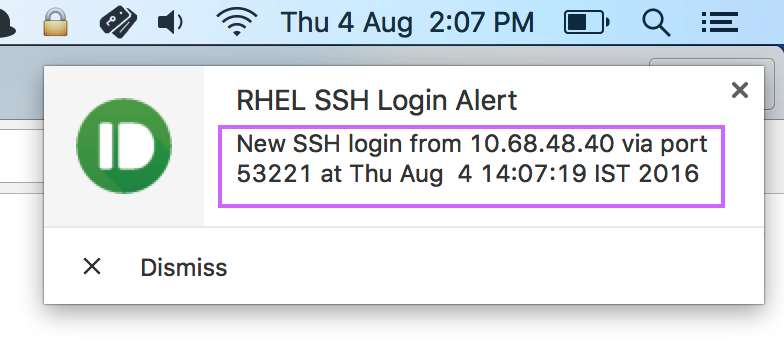 Thu 4 Aug 2:07 PM
RHEL SSH Login Alert
New SSH login from 10.68.48.40 via port
53221 at Thu Aug  4 14:07:19 IST 2016
Dismiss